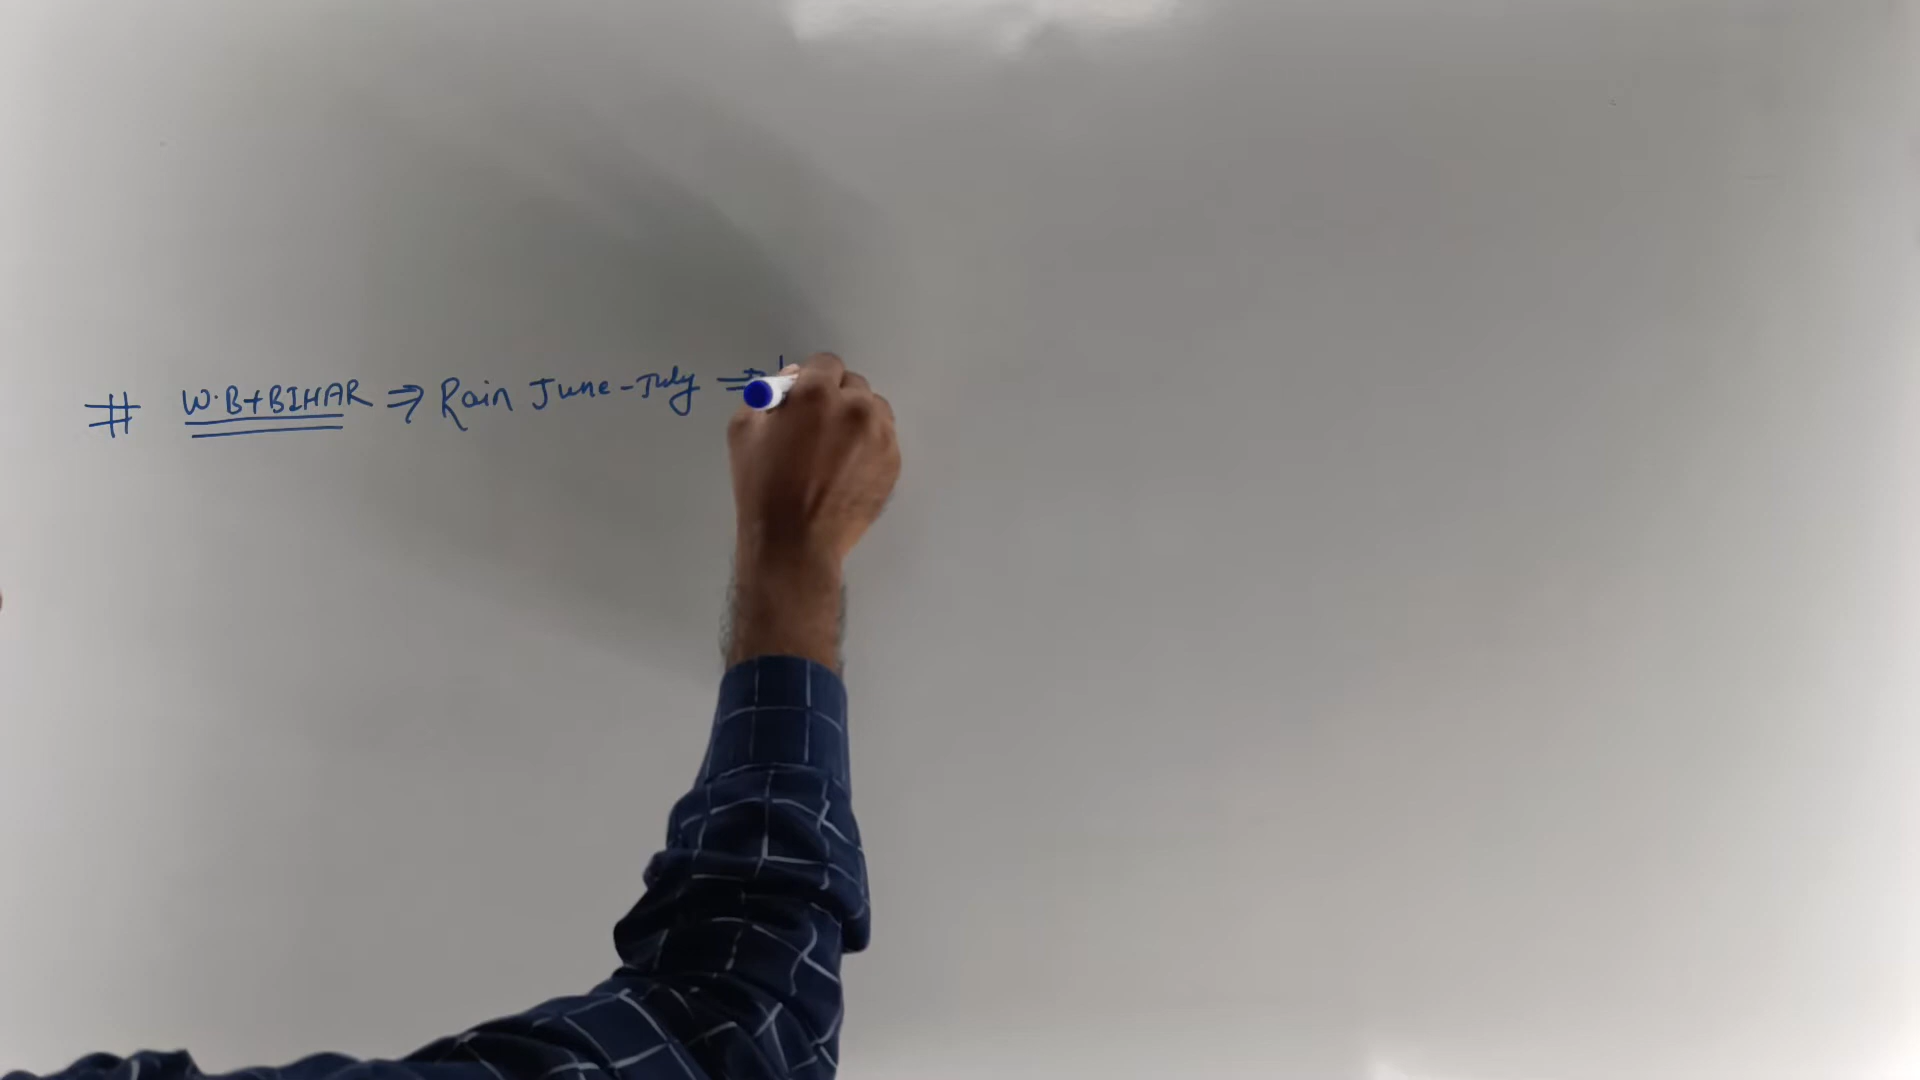 # W.B+BIHAR ⇒ Rain June-July ⇒